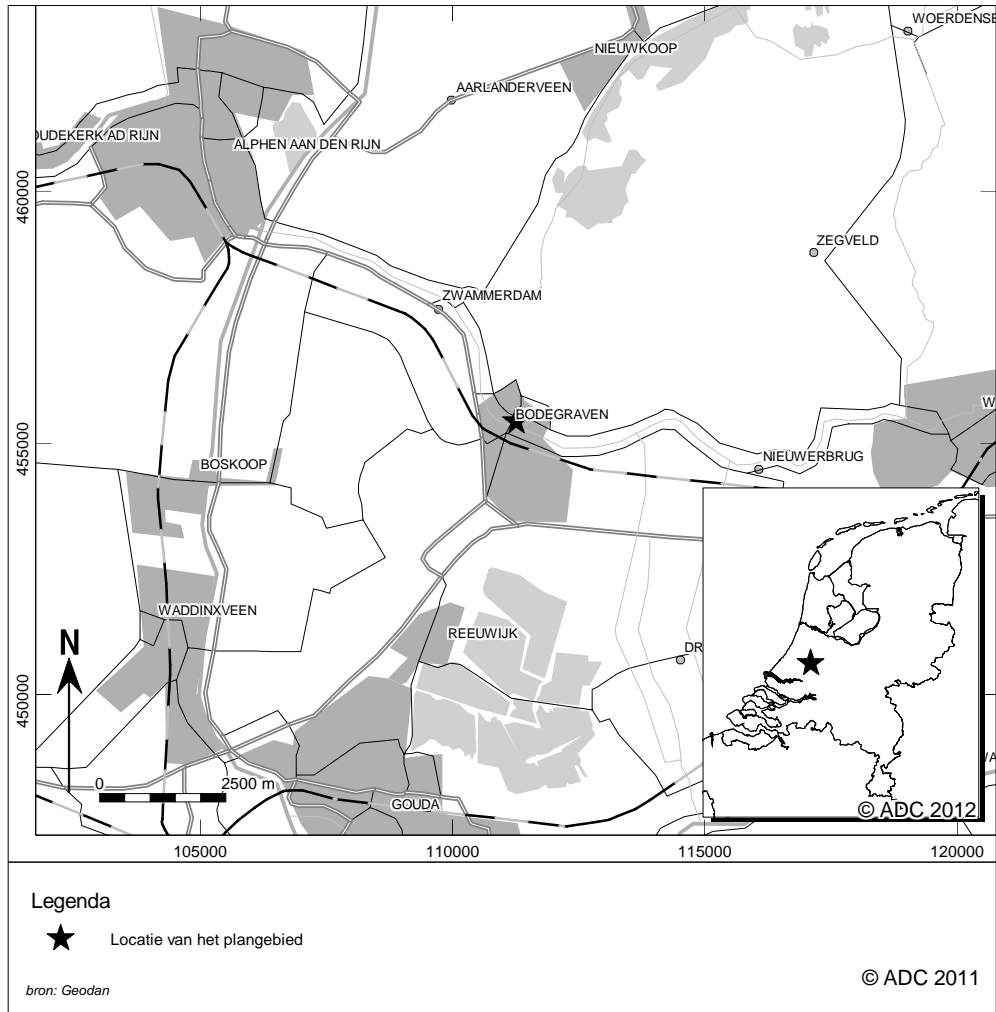 WOERDENSE
NIEUWKOOP
AARLANDERVEEN
OUDEKERK AD RIJN
ALPHEN AAN DEN RIJN
460000
ZEGVELD
ZWAMMERDAM
BODEGRAVEN
W
455000
NIEUWERBRUG
BOSKOOP
WADDINXVEEN
REEUWIJK
N
DR
450000
0 2500 m
GOUDA
© ADC 2012
105000 110000 115000 120000
Legenda
Locatie van het plangebied
© ADC 2011
bron: Geodan